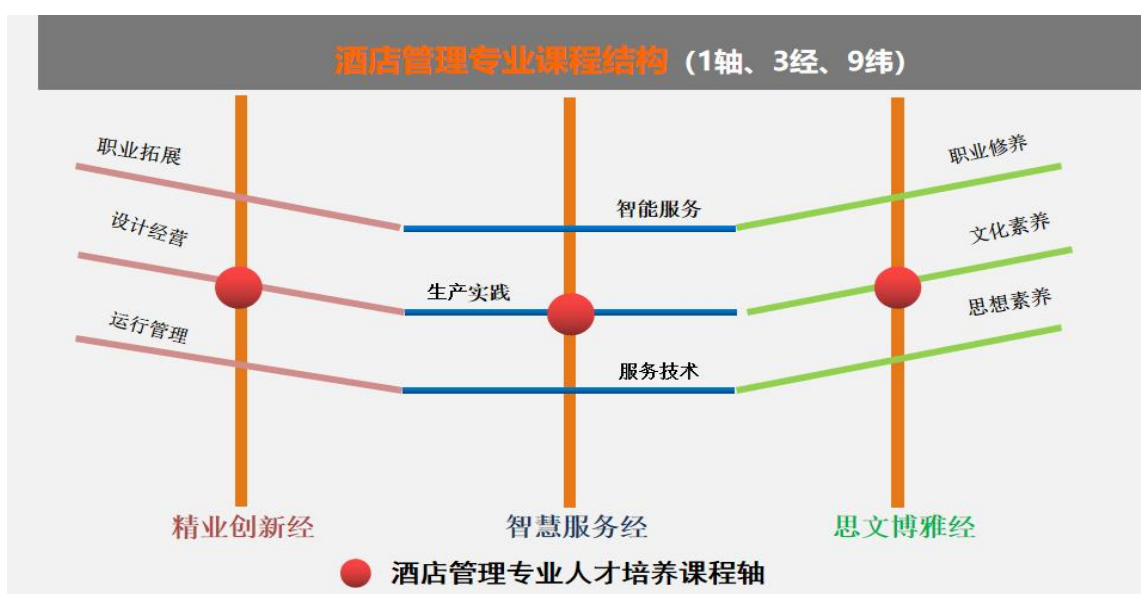 酒店管理专业课程结构（1轴、3经、9纬）
职业拓展
职业修养
智能服务
设计经营
文化素养
生产实践
思想素养
运行管理
服务技术
精业创新经
智慧服务经
思文博雅经
酒店管理专业人才培养课程轴